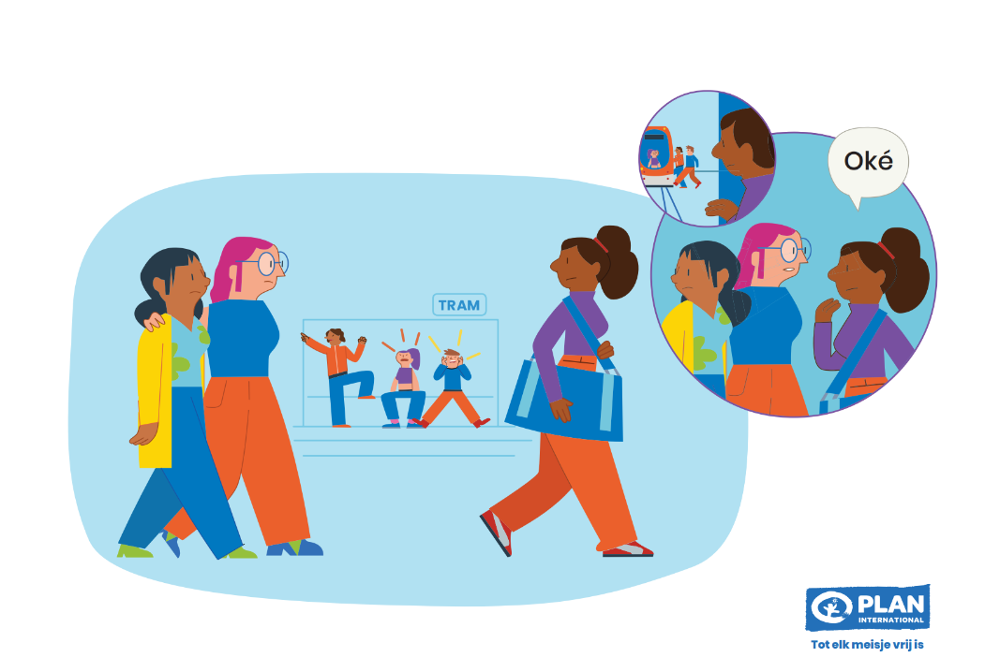 Oké
TRAM
PLAN
INTERNATIONAL
Tot elk meisje vrij is